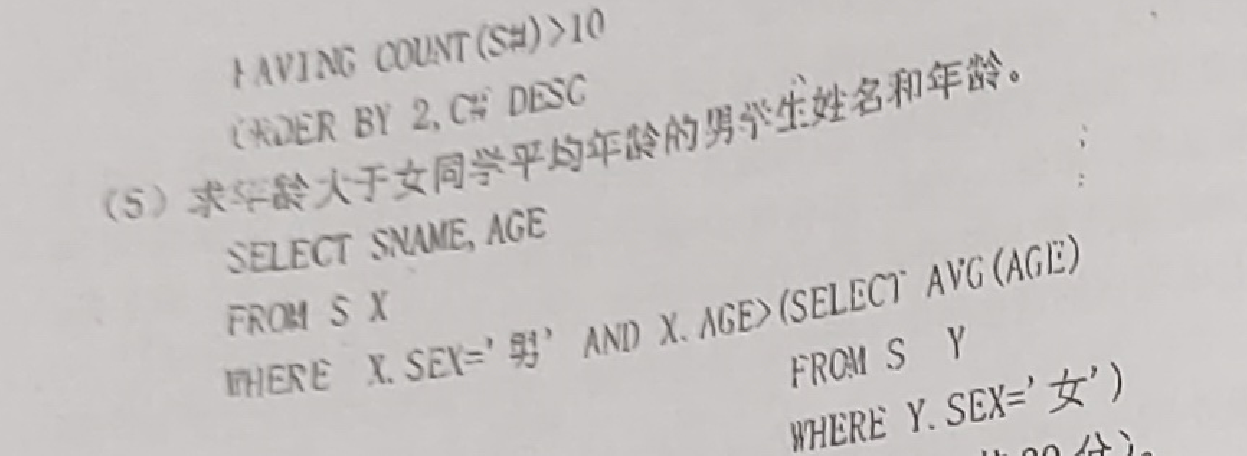 HAVING COUNT(S#)>10
ORDER BY 2, C# DESC
（5）求年龄大于女同学平均年龄的男学生姓名和年龄。
SELECT SNAME, AGE
FROM S X
WHERE X. SEX='男' AND X. AGE>(SELECT AVG(AGE)
FROM S Y
WHERE Y. SEX='女')
分）。